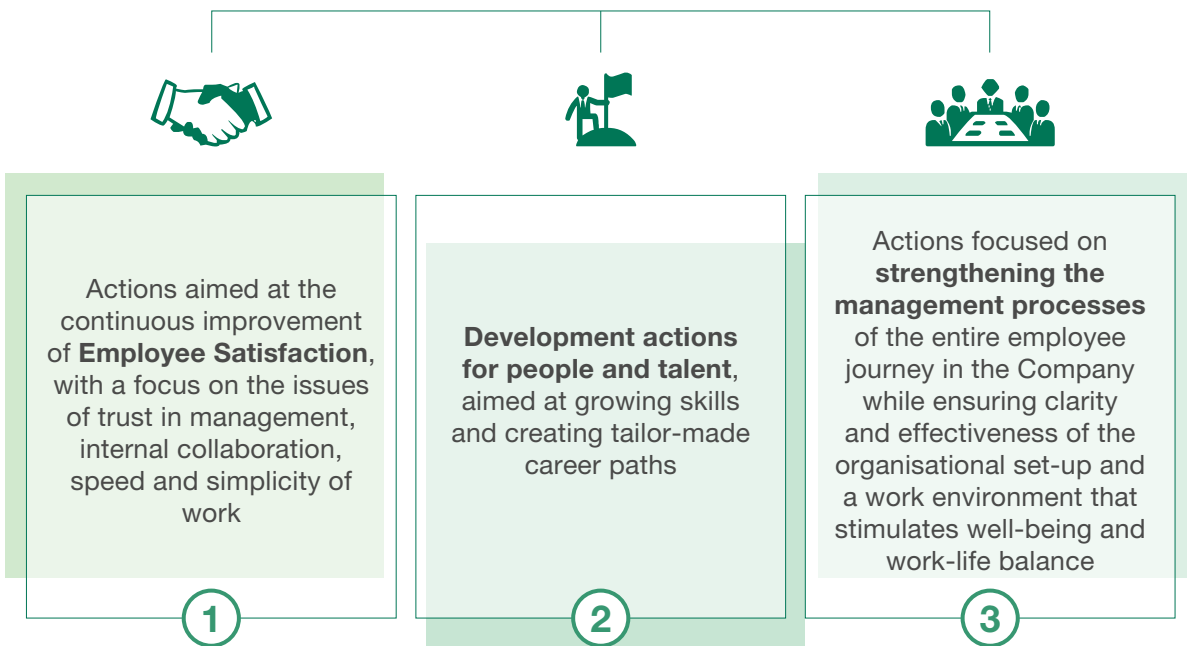 Actions aimed at the
continuous improvement
of Employee Satisfaction,
with a focus on the issues
of trust in management,
internal collaboration,
speed and simplicity of
work
1
Development actions
for people and talent,
aimed at growing skills
and creating tailor-made
career paths
2
Actions focused on
strengthening the
management processes
of the entire employee
journey in the Company
while ensuring clarity
and effectiveness of the
organisational set-up and
a work environment that
stimulates well-being and
work-life balance
3